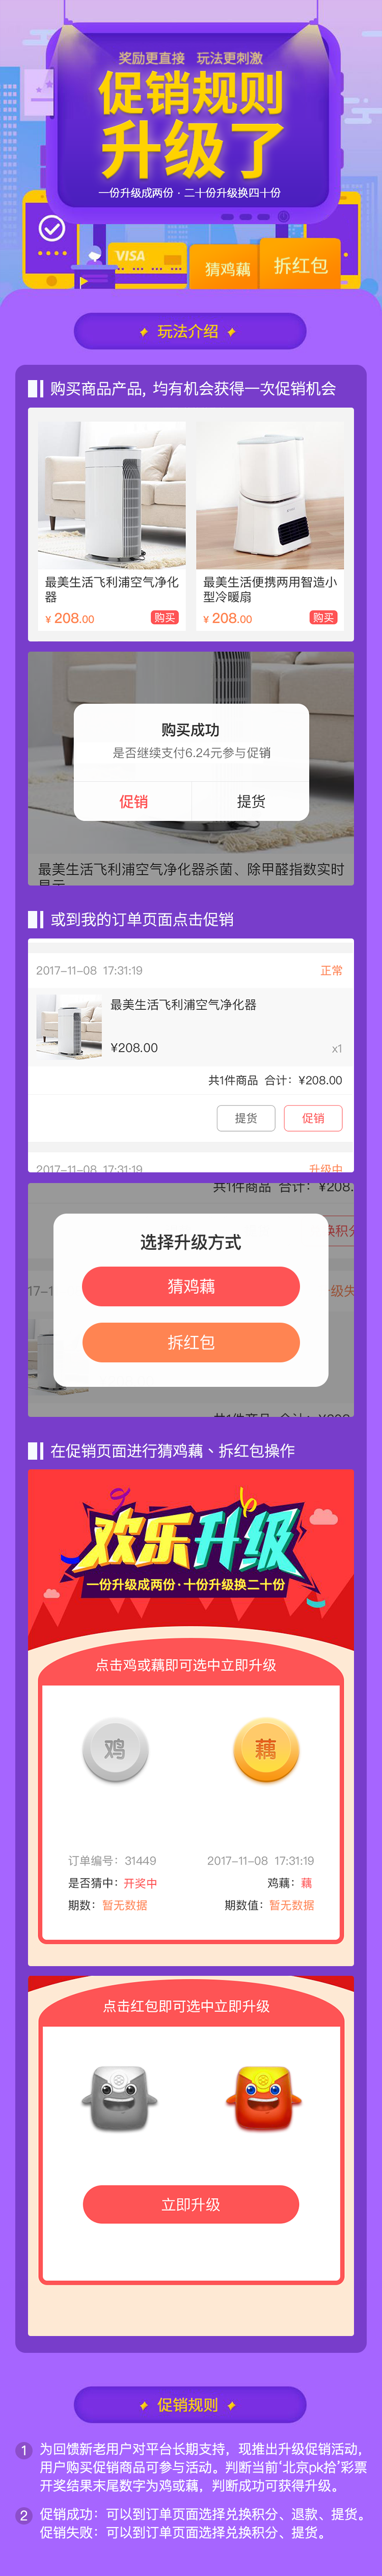 奖励更直接 玩法更刺激
促销规则
升级了
一份升级成两份·二十份升级换四十份
VISA
猜鸡藕
拆红包
玩法介绍
购买商品产品, 均有机会获得一次促销机会
最美生活飞利浦空气净化
器
¥ 208.00 购买
最美生活便携两用智造小
型冷暖扇
¥ 208.00 购买
购买成功
是否继续支付6.24元参与促销
促销 提货
最美生活飞利浦空气净化器杀菌、除甲醛指数实时
显示
或到我的订单页面点击促销
2017-11-08 17:31:19 正常
最美生活飞利浦空气净化器
¥208.00 x1
共1件商品 合计: ¥208.00
提货 促销
2017-11-08 17:31:19 升级中
共1件商品 合计: ¥208.
换积分
选择升级方式
猜鸡藕
17-1 级失
拆红包
共1件商品 合计: ¥208
在促销页面进行猜鸡藕、拆红包操作
欢乐升级
一份升级成两份·十份升级换二十份
点击鸡或藕即可选中立即升级
鸡 藕
订单编号: 31449 2017-11-08 17:31:19
是否猜中: 开奖中 鸡藕: 藕
期数: 暂无数据 期数值: 暂无数据
点击红包即可选中立即升级
立即升级
促销规则
1 为回馈新老用户对平台长期支持，现推出升级促销活动，
用户购买促销商品可参与活动。判断当前'北京pk拾'彩票
开奖结果末尾数字为鸡或藕，判断成功可获得升级。
2 促销成功：可以到订单页面选择兑换积分、退款、提货。
促销失败：可以到订单页面选择兑换积分、提货。